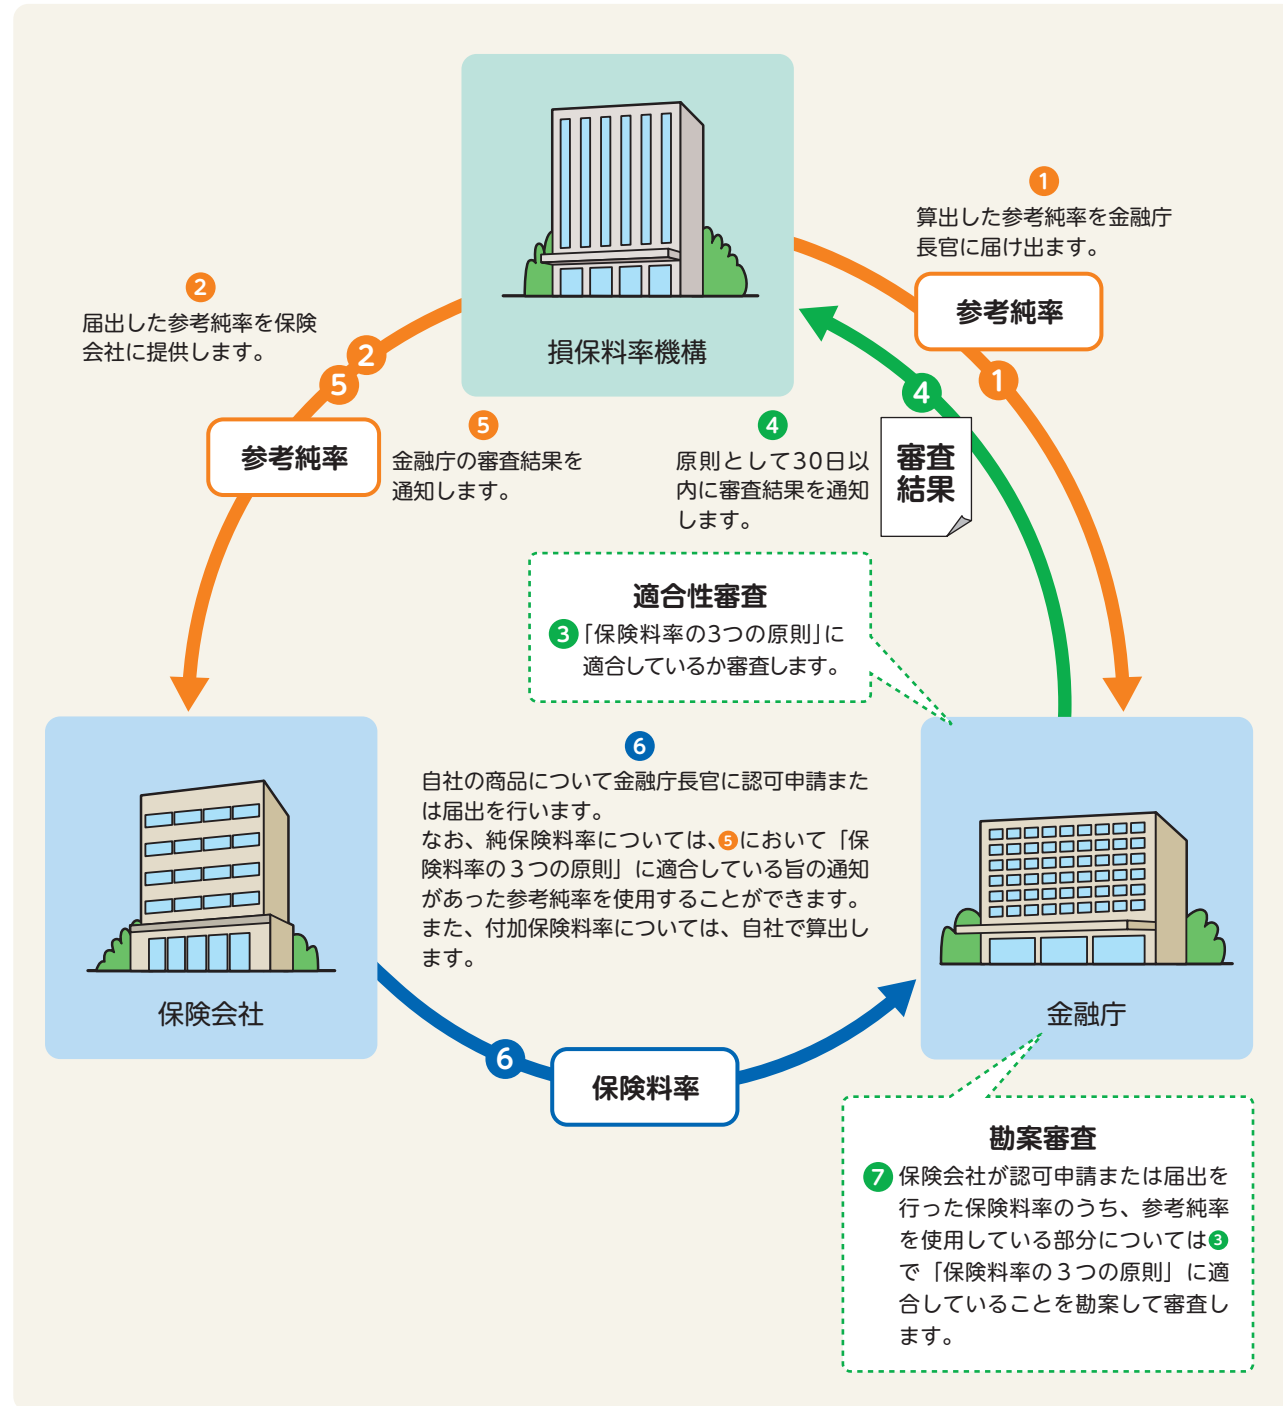 損保料率機構
❶
算出した参考純率を金融庁
長官に届け出ます。
参考純率
1
❷
届出した参考純率を保険
会社に提供します。
2
5
参考純率
❺
金融庁の審査結果を
通知します。
❹
原則として30日以
内に審査結果を通知
します。
4
審査
結果
適合性審査
❸「保険料率の3つの原則」に
適合しているか審査します。
保険会社
❻
自社の商品について金融庁長官に認可申請また
は届出を行います。
なお、純保険料率については、❺において「保
険料率の３つの原則」に適合している旨の通知
があった参考純率を使用することができます。
また、付加保険料率については、自社で算出し
ます。
金融庁
6
保険料率
勘案審査
❼保険会社が認可申請または届出を
行った保険料率のうち、参考純率
を使用している部分については❸
で「保険料率の３つの原則」に適
合していることを勘案して審査し
ます。